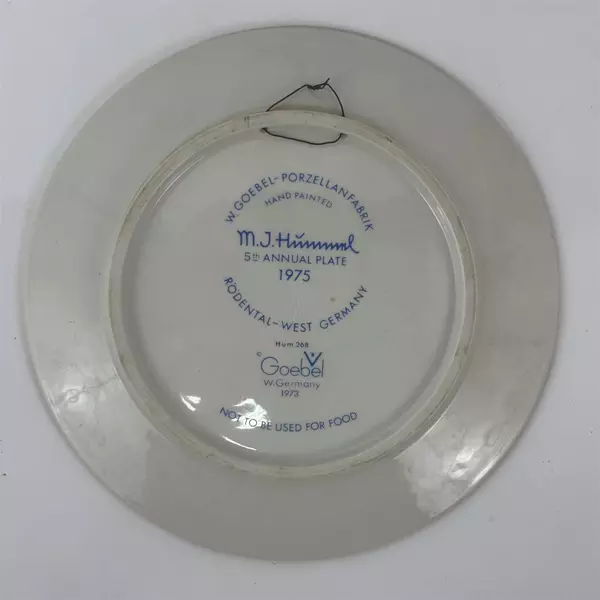 W. GOEBEL-PORZELLANFABRIK
HAND PAINTED
M.J. Hummel
5th ANNUAL PLATE
1975
RÖDENTAL-WEST GERMANY
Hum 268
© Goebel
W.Germany
1973
NOT TO BE USED FOR FOOD